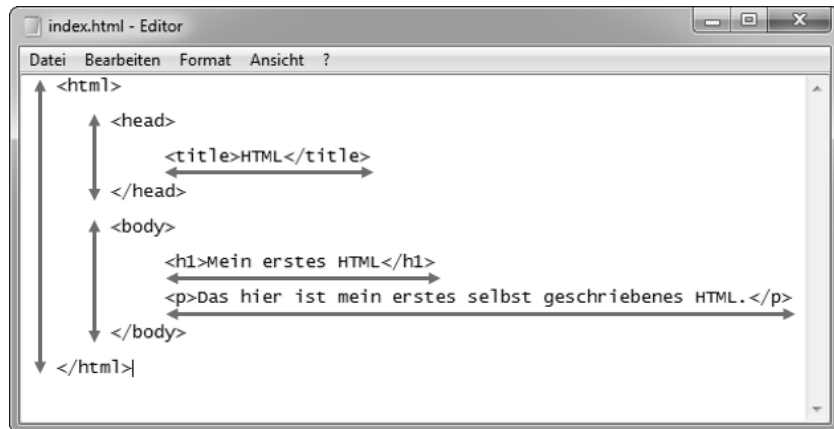 index.html - Editor
Datei Bearbeiten Format Ansicht ?
<html>
<head>
<title>HTML</title>
</head>
<body>
<h1>Mein erstes HTML</h1>
<p>Das hier ist mein erstes selbst geschriebenes HTML.</p>
</body>
</html>